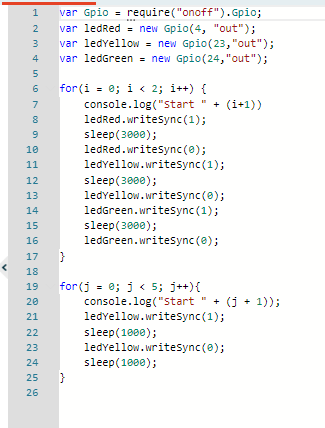 1 var Gpio = require("onoff").Gpio;
2 var ledRed = new Gpio(4, "out");
3 var ledYellow = new Gpio(23,"out");
4 var ledGreen = new Gpio(24,"out");
5
6 for(i = 0; i < 2; i++) {
7 console.log("Start " + (i+1))
8 ledRed.writeSync(1);
9 sleep(3000);
10 ledRed.writeSync(0);
11 ledYellow.writeSync(1);
12 sleep(3000);
13 ledYellow.writeSync(0);
14 ledGreen.writeSync(1);
15 sleep(3000);
16 ledGreen.writeSync(0);
17 }
18
19 for(j = 0; j < 5; j++){
20 console.log("Start " + (j + 1));
21 ledYellow.writeSync(1);
22 sleep(1000);
23 ledYellow.writeSync(0);
24 sleep(1000);
25 }
26